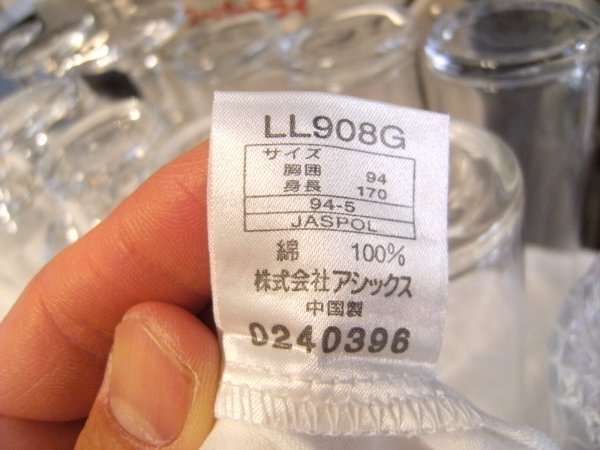 LL908G
サイズ
胸囲 94
身長 170
94-5
JASPOL
綿 100%
株式会社アシックス
中国製
0240396